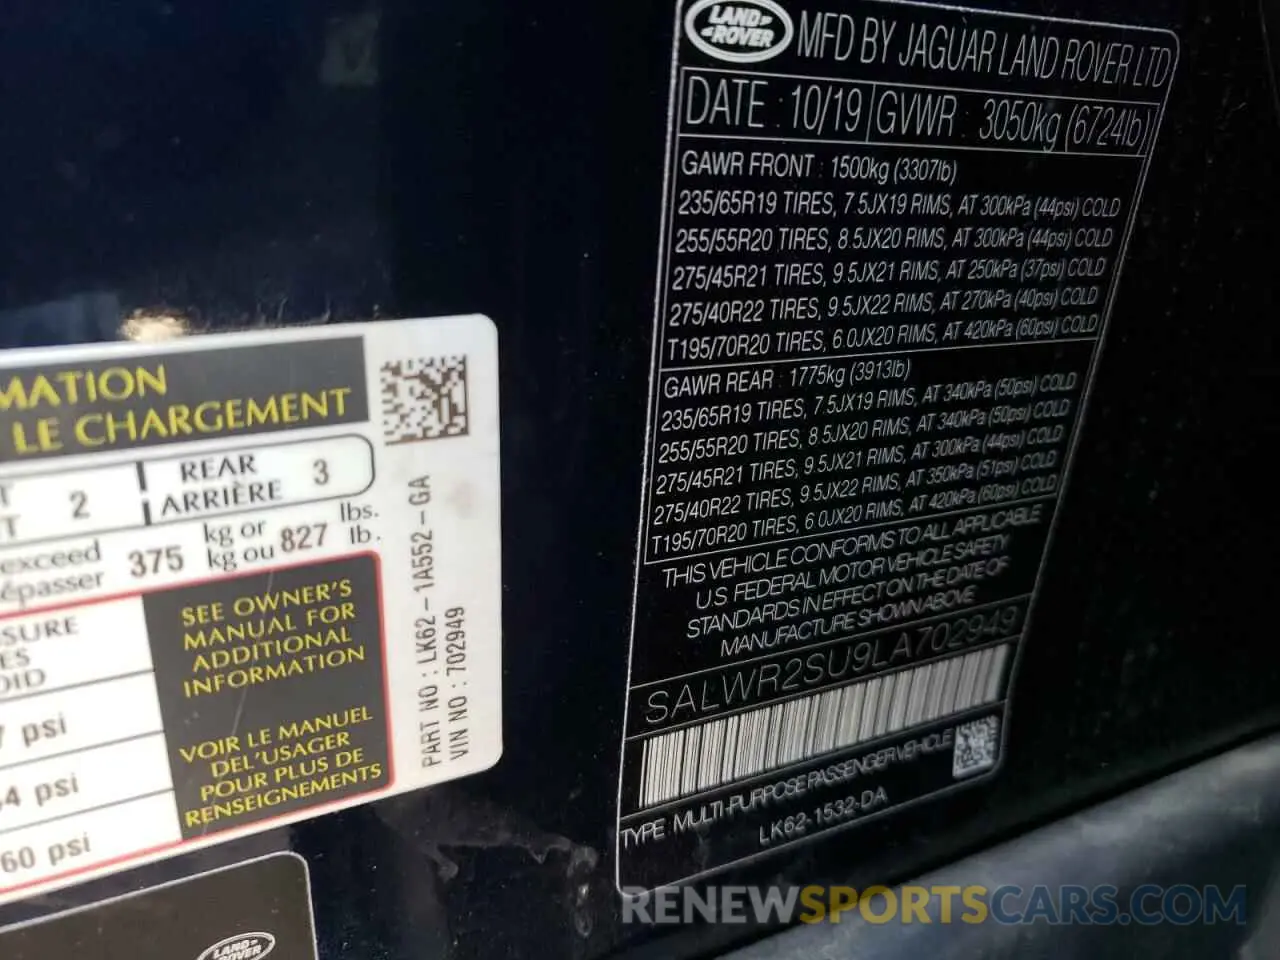 LAND ROVER
MFD BY JAGUAR LAND ROVER LTD
DATE : 10/19 GVWR : 3050kg (6724lb)
GAWR FRONT : 1500kg (3307lb)
235/65R19 TIRES, 7.5JX19 RIMS, AT 300kPa (44psi) COLD
255/55R20 TIRES, 8.5JX20 RIMS, AT 300kPa (44psi) COLD
275/45R21 TIRES, 9.5JX21 RIMS, AT 250kPa (37psi) COLD
275/40R22 TIRES, 9.5JX22 RIMS, AT 270kPa (40psi) COLD
T195/70R20 TIRES, 6.0JX20 RIMS, AT 420kPa (60psi) COLD
GAWR REAR : 1775kg (3913lb)
235/65R19 TIRES, 7.5JX19 RIMS, AT 340kPa (50psi) COLD
255/55R20 TIRES, 8.5JX20 RIMS, AT 340kPa (50psi) COLD
275/45R21 TIRES, 9.5JX21 RIMS, AT 300kPa (44psi) COLD
275/40R22 TIRES, 9.5JX22 RIMS, AT 350kPa (51psi) COLD
T195/70R20 TIRES, 6.0JX20 RIMS, AT 420kPa (60psi) COLD
THIS VEHICLE CONFORMS TO ALL APPLICABLE
U.S. FEDERAL MOTOR VEHICLE SAFETY
STANDARDS IN EFFECT ON THE DATE OF
MANUFACTURE SHOWN ABOVE
SALWR2SU9LA702949
TYPE : MULTI-PURPOSE PASSENGER VEHICLE
LK62-1532-DA
MATION
LE CHARGEMENT
T 2 REAR 3
T ARRIÈRE
exceed 375 kg or 827 lbs.
épasser kg ou lb.
SSURE
ES
OID
7 psi
44 psi
60 psi
SEE OWNER'S
MANUAL FOR
ADDITIONAL
INFORMATION
VOIR LE MANUEL
DEL'USAGER
POUR PLUS DE
RENSEIGNEMENTS
PART NO : LK62-1A552-GA
VIN NO : 702949
LAND ROVER
RENEWSPORTSCARS.COM